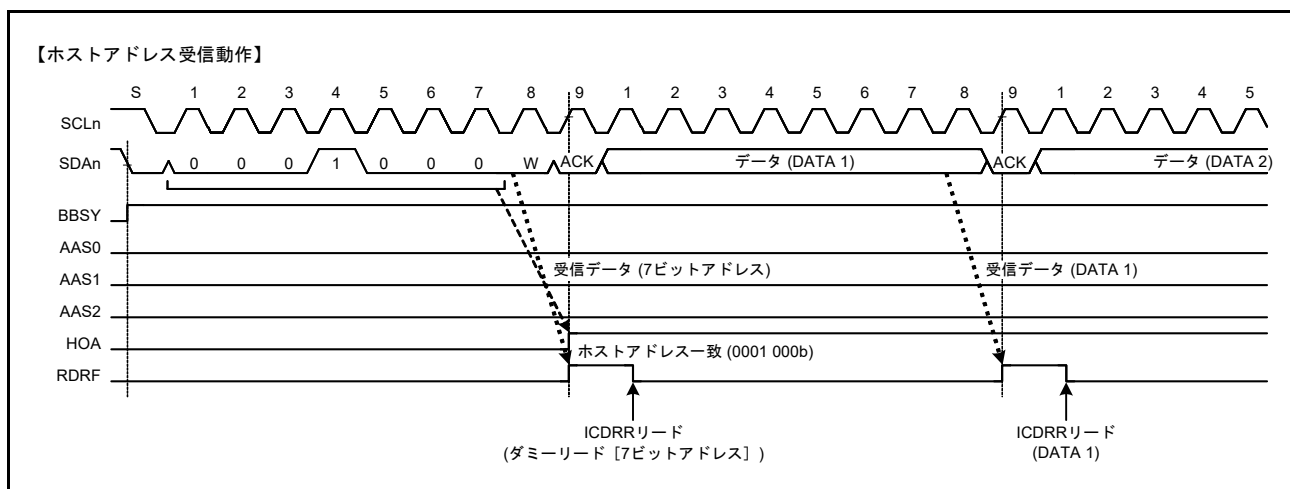 【ホストアドレス受信動作】
S 1 2 3 4 5 6 7 8 9 1 2 3 4 5 6 7 8 9 1 2 3 4 5
SCLn
SDAn 0 0 0 1 0 0 0 W ACK データ (DATA 1) ACK データ (DATA 2)
BBSY
AAS0
受信データ (7ビットアドレス) 受信データ (DATA 1)
AAS1
AAS2
HOA
ホストアドレス一致 (0001 000b)
RDRF
ICDRRリード ICDRRリード
(ダミーリード [7ビットアドレス] ) (DATA 1)